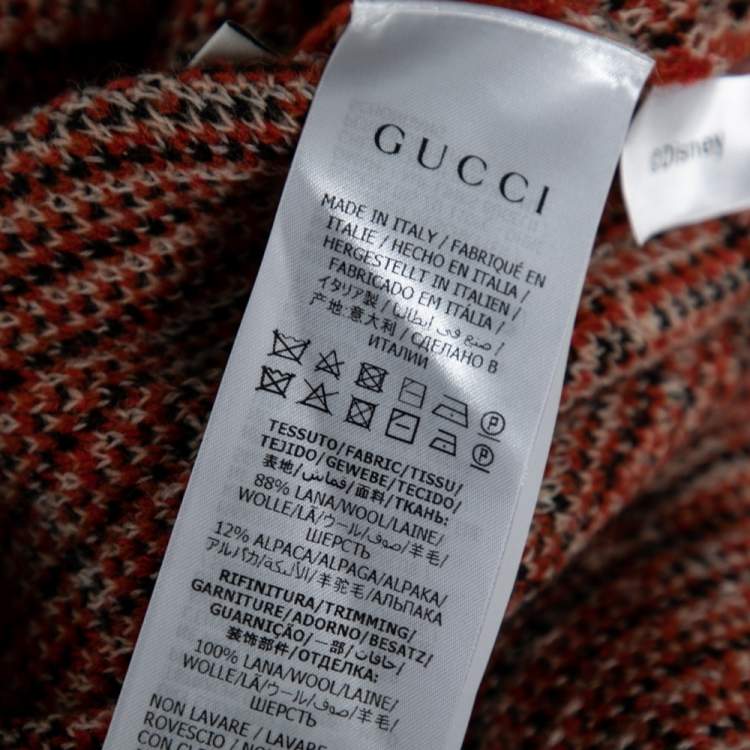 GUCCI
©Disney
MADE IN ITALY / FABRIQUÉ EN
ITALIE / HECHO EN ITALIA /
HERGESTELLT IN ITALIEN /
FABRICADO EM ITÁLIA /
イタリア製 / صنع في إيطاليا /
产地:意大利 / СДЕЛАНО В
ИТАЛИИ
P
P
TESSUTO/FABRIC/TISSU/
TEJIDO/GEWEBE/TECIDO/
表地/قماش/面料/ТКАНЬ:
88% LANA/WOOL/LAINE/
WOLLE/LÃ/ウール/صوف/羊毛/
ШЕРСТЬ
12% ALPACA/ALPAGA/ALPAKA/
アルパカ/الألبكة/羊驼毛/АЛЬПАКА
RIFINITURA/TRIMMING/
GARNITURE/ADORNO/BESATZ/
GUARNIÇÃO/一部/حافات/
装饰部件/ОТДЕЛКА:
100% LANA/WOOL/LAINE/
WOLLE/LÃ/ウール/صوف/羊毛/
ШЕРСТЬ
NON LAVARE / LAVARE
ROVESCIO / NO
CON